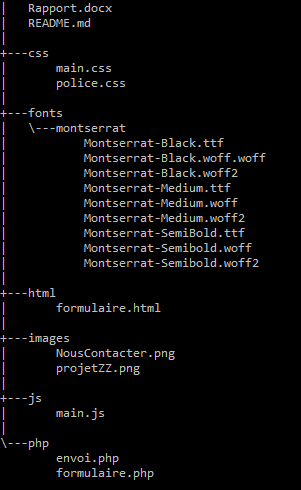 |   Rapport.docx
|   README.md
|
+---css
|       main.css
|       police.css
|
+---fonts
|   \---montserrat
|           Montserrat-Black.ttf
|           Montserrat-Black.woff.woff
|           Montserrat-Black.woff2
|           Montserrat-Medium.ttf
|           Montserrat-Medium.woff
|           Montserrat-Medium.woff2
|           Montserrat-SemiBold.ttf
|           Montserrat-Semibold.woff
|           Montserrat-Semibold.woff2
|
+---html
|       formulaire.html
|
+---images
|       NousContacter.png
|       projetZZ.png
|
+---js
|       main.js
|
\---php
        envoi.php
        formulaire.php